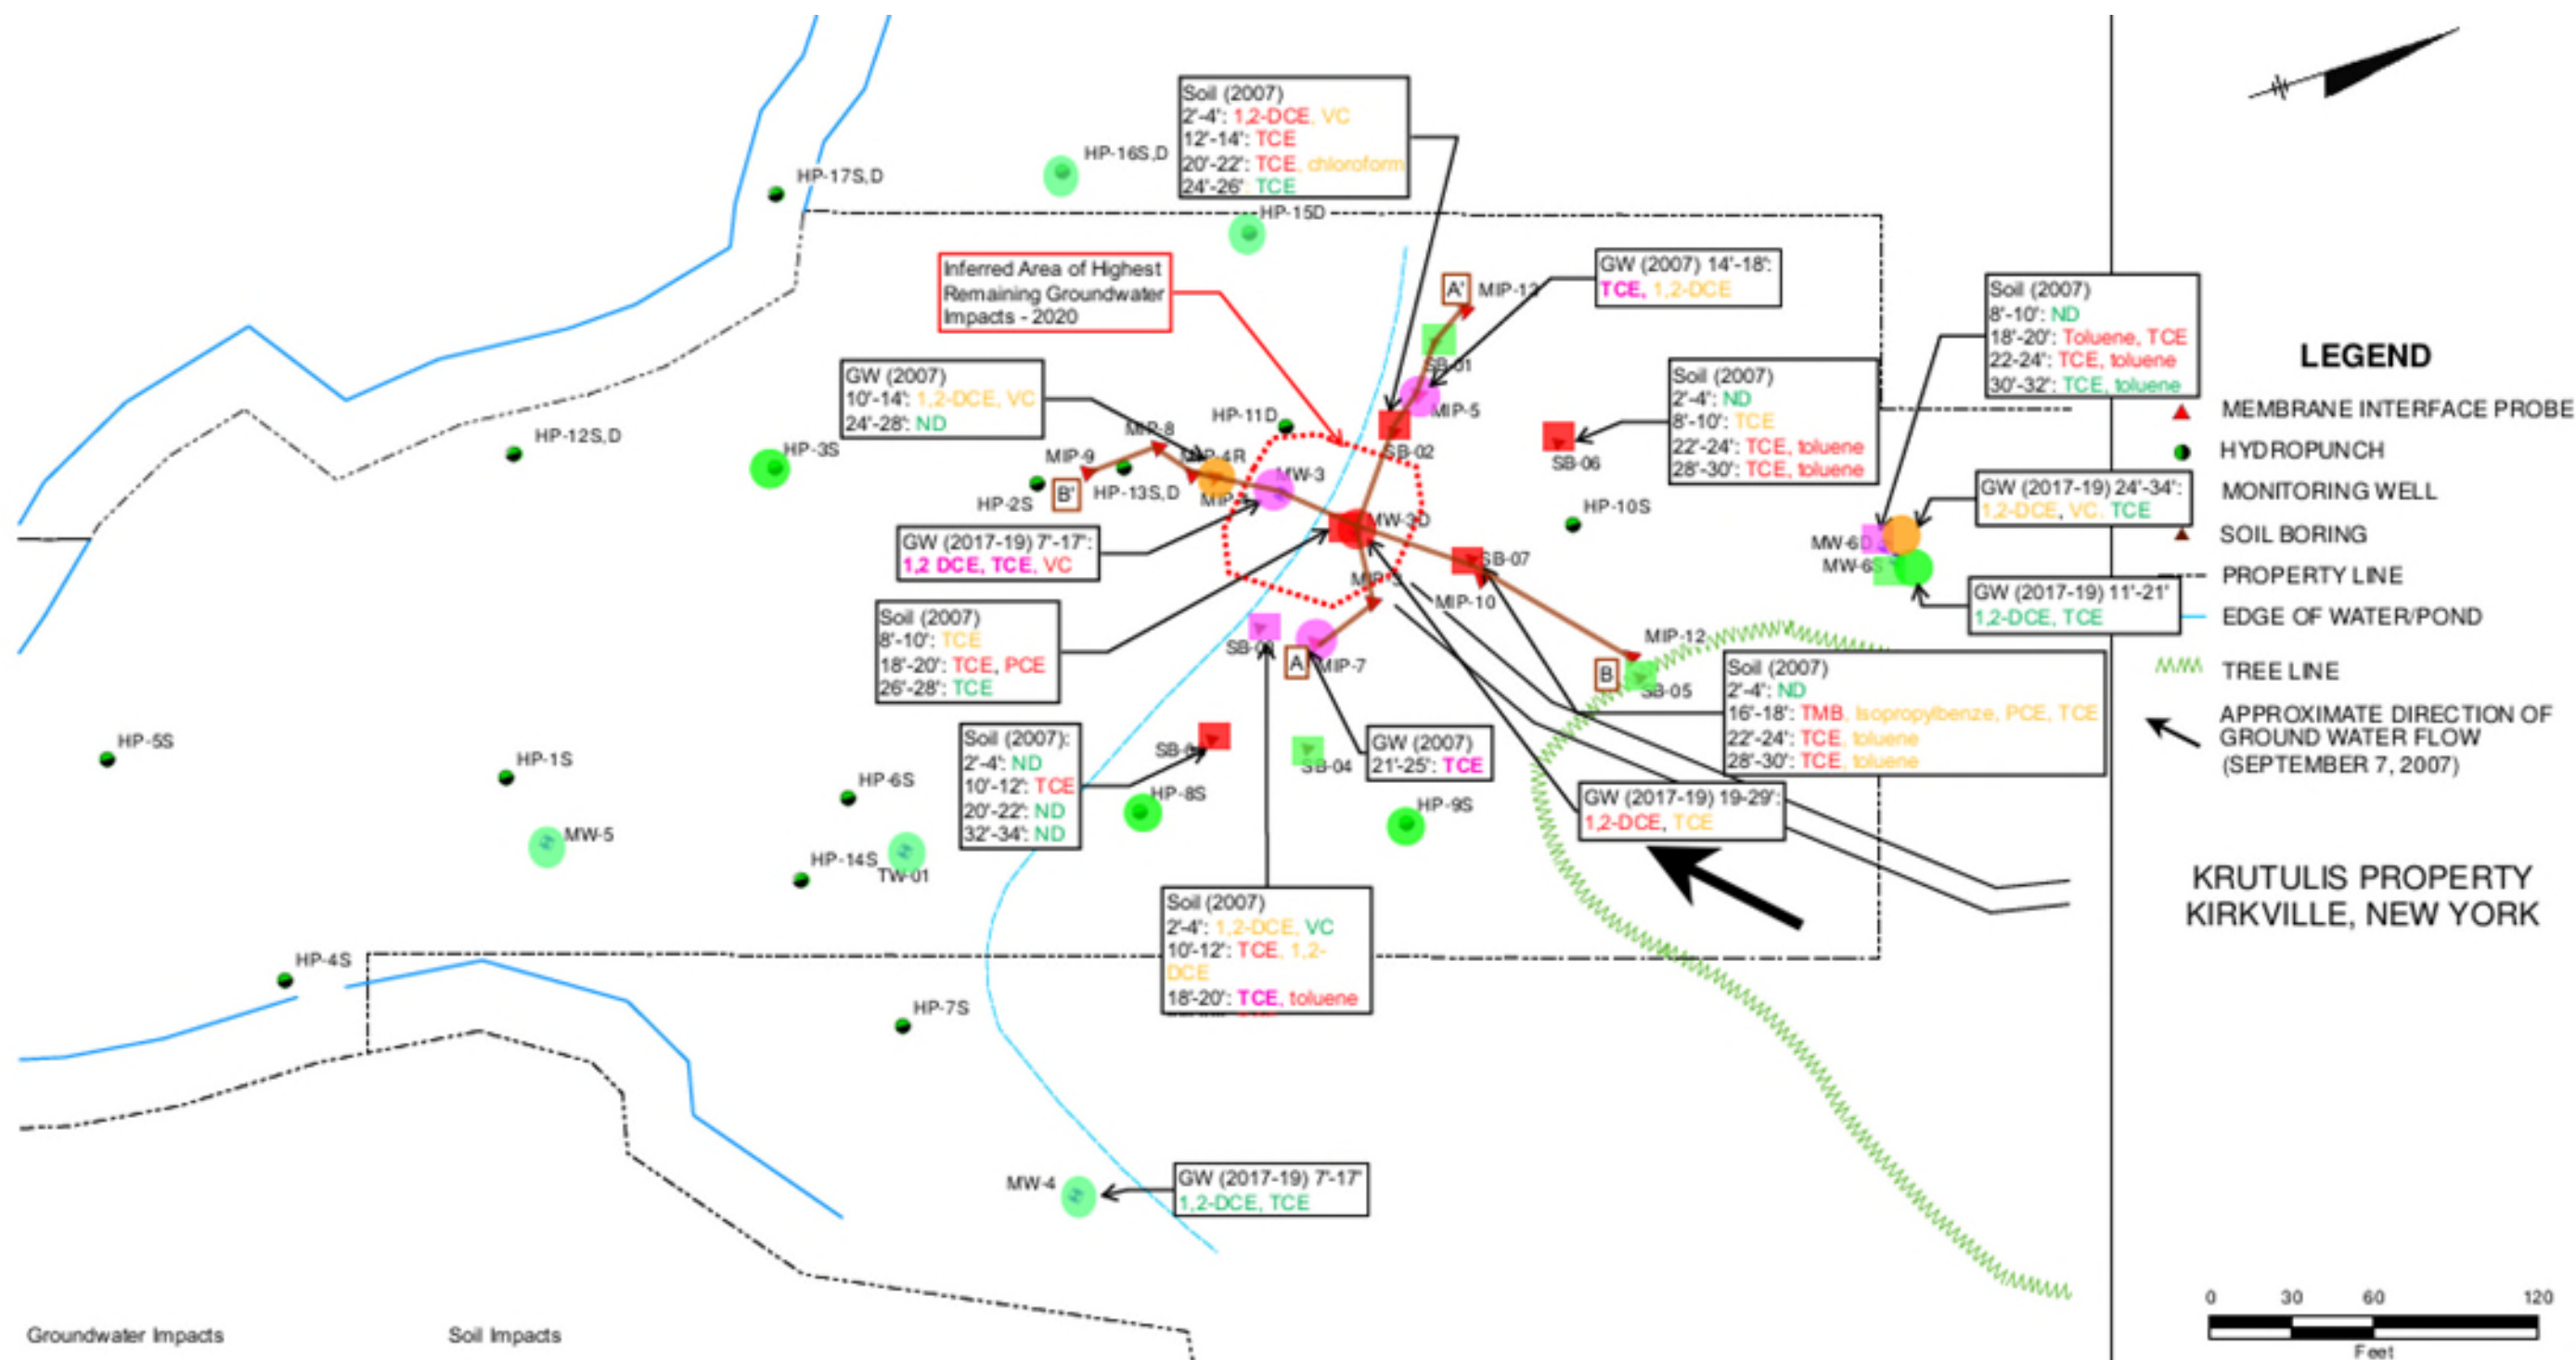 Soil (2007)
2'-4': 1,2-DCE, VC
12'-14': TCE
20'-22': TCE, chloroform
24'-26': TCE
HP-16S,D
HP-17S,D
HP-15D
Inferred Area of Highest
Remaining Groundwater
Impacts - 2020
A'
MIP-13
GW (2007) 14'-18':
TCE, 1,2-DCE
Soil (2007)
8'-10': ND
18'-20': Toluene, TCE
22-24': TCE, toluene
30'-32': TCE, toluene
LEGEND
MEMBRANE INTERFACE PROBE
HYDROPUNCH
MONITORING WELL
SOIL BORING
PROPERTY LINE
EDGE OF WATER/POND
TREE LINE
APPROXIMATE DIRECTION OF
GROUND WATER FLOW
(SEPTEMBER 7, 2007)
GW (2007)
10'-14': 1,2-DCE, VC
24'-28': ND
SB-01
MIP-5
SB-02
Soil (2007)
2'-4': ND
8'-10': TCE
22'-24': TCE, toluene
28'-30': TCE, toluene
SB-06
HP-11D
MIP-8
HP-12S,D
HP-3S
MIP-9
B'
HP-2S
HP-13S,D
MW-3
MW-3D
HP-10S
GW (2017-19) 24'-34':
1,2-DCE, VC, TCE
MW-6D
MW-6S
GW (2017-19) 11'-21'
1,2-DCE, TCE
GW (2017-19) 7'-17':
1,2 DCE, TCE, VC
SB-07
MIP-10
Soil (2007)
8'-10': TCE
18'-20': TCE, PCE
26'-28': TCE
A
MIP-7
MIP-12
B
SB-05
Soil (2007)
2'-4': ND
16'-18': TMB, Isopropylbenze, PCE, TCE
22'-24': TCE, toluene
28'-30': TCE, toluene
HP-5S
HP-1S
HP-6S
Soil (2007):
2'-4': ND
10'-12': TCE
20'-22': ND
32'-34': ND
SB-04
GW (2007)
21'-25': TCE
HP-8S
HP-9S
GW (2017-19) 19-29':
1,2-DCE, TCE
MW-5
HP-14S
TW-01
KRUTULIS PROPERTY
KIRKVILLE, NEW YORK
Soil (2007)
2'-4': 1,2-DCE, VC
10'-12': TCE, 1,2-
DCE
18'-20': TCE, toluene
HP-4S
HP-7S
MW-4
GW (2017-19) 7'-17'
1,2-DCE, TCE
Groundwater Impacts
Soil Impacts
0 30 60 120
Feet